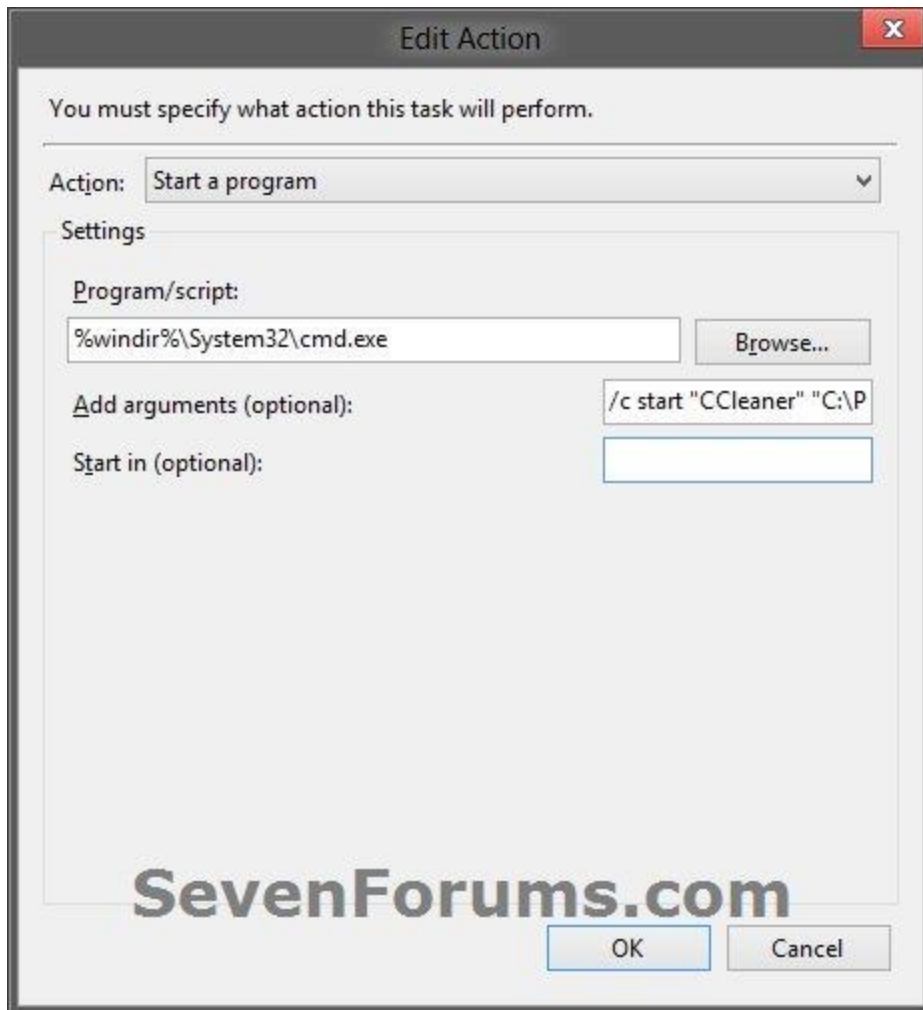 Edit Action
You must specify what action this task will perform.
Action: Start a program
Settings
Program/script:
%windir%\System32\cmd.exe Browse...
Add arguments (optional): /c start "CCleaner" "C:\P
Start in (optional):
SevenForums.com
OK Cancel